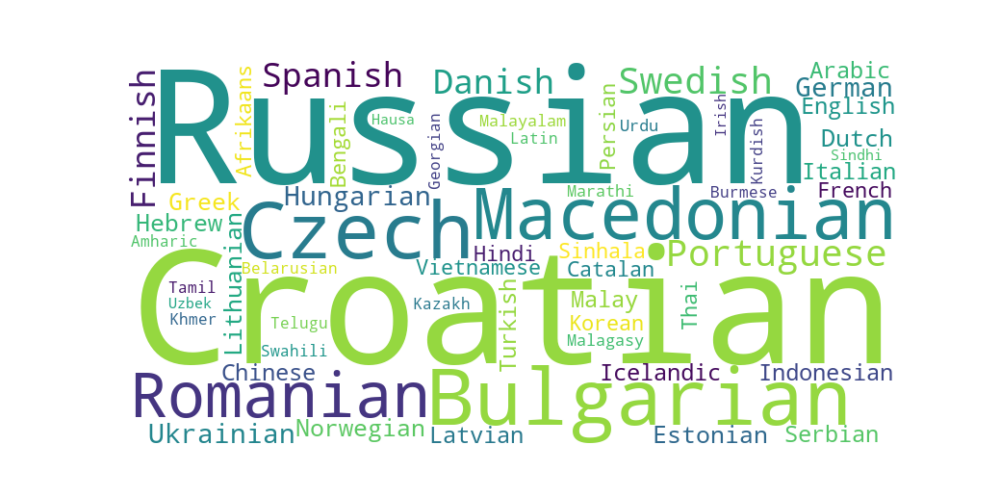 Russian
Croatian
Bulgarian
Macedonian
Czech
Romanian
Finnish
Spanish
Danish
Swedish
Arabic
German
English
Afrikaans
Bengali
Hausa
Georgian
Malayalam
Latin
Persian
Urdu
Irish
Kurdish
Dutch
Sindhi
Italian
French
Burmese
Marathi
Hungarian
Greek
Hebrew
Amharic
Lithuanian
Belarusian
Hindi
Sinhala
Portuguese
Vietnamese
Catalan
Tamil
Uzbek
Khmer
Telugu
Swahili
Kazakh
Turkish
Malay
Korean
Malagasy
Thai
Chinese
Icelandic
Indonesian
Ukrainian
Norwegian
Latvian
Estonian
Serbian